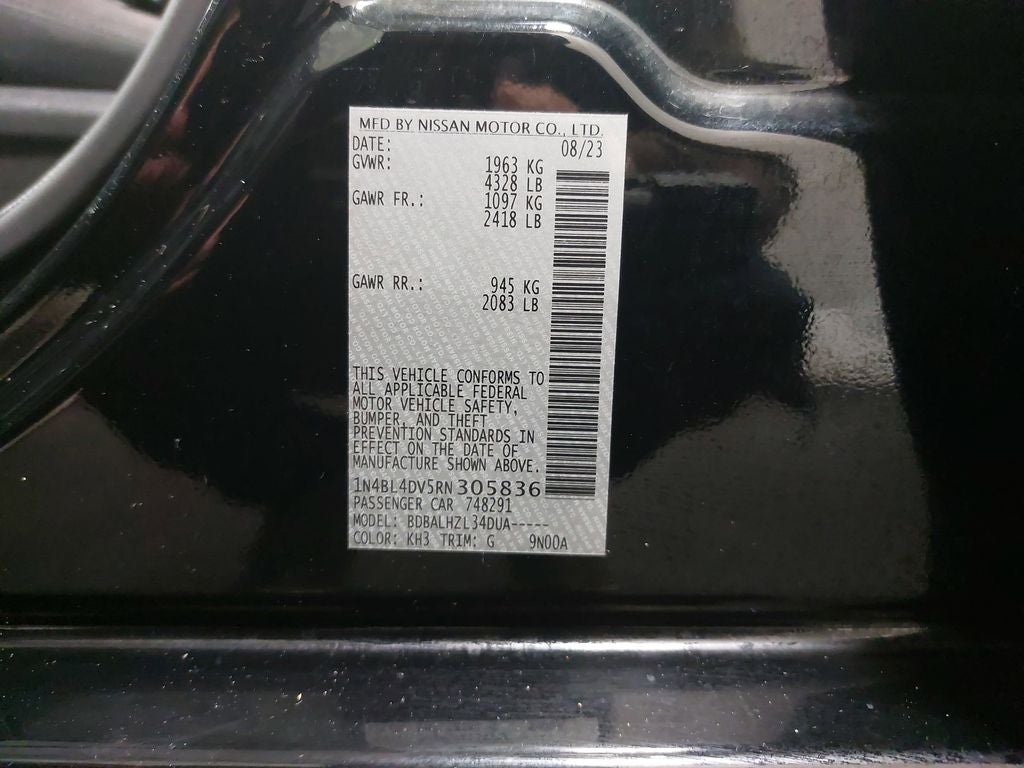 MFD BY NISSAN MOTOR CO., LTD.
DATE: 08/23
GVWR: 1963 KG
4328 LB
GAWR FR.: 1097 KG
2418 LB
GAWR RR.: 945 KG
2083 LB
THIS VEHICLE CONFORMS TO
ALL APPLICABLE FEDERAL
MOTOR VEHICLE SAFETY,
BUMPER, AND THEFT
PREVENTION STANDARDS IN
EFFECT ON THE DATE OF
MANUFACTURE SHOWN ABOVE.
1N4BL4DV5RN305836
PASSENGER CAR 748291
MODEL: BDBALHZL34DUA-----
COLOR: KH3 TRIM: G 9N00A